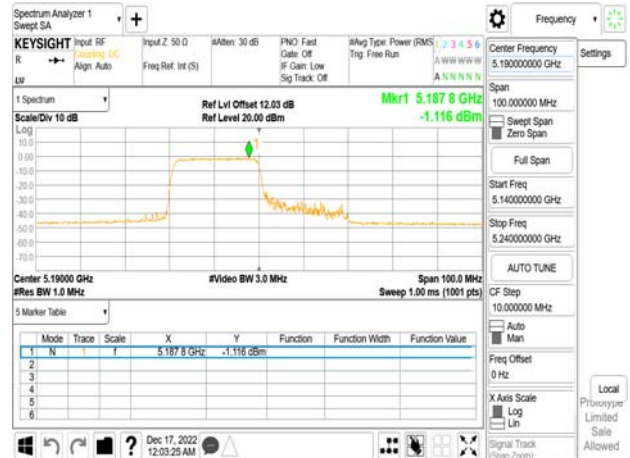 Spectrum Analyzer 1
Swept SA
Frequency
Settings
KEYSIGHT
R
Input: RF
Coupling: DC
Align: Auto
Input Z: 50 Ω
Freq Ref: Int (S)
#Atten: 30 dB
PNO: Fast
Gate: Off
IF Gain: Low
Sig Track: Off
#Avg Type: Power (RMS
Trig: Free Run
1 2 3 4 5 6
A W W W W W
A N N N N N
1 Spectrum
Scale/Div 10 dB
Log
Ref Lvl Offset 12.03 dB
Ref Level 20.00 dBm
Mkr1 5.187 8 GHz
-1.116 dBm
1
10.0
0.00
-10.0
-20.0
-30.0
-40.0
-50.0
-60.0
-70.0
Center 5.19000 GHz
#Res BW 1.0 MHz
#Video BW 3.0 MHz
Span 100.0 MHz
Sweep 1.00 ms (1001 pts)
5 Marker Table
Mode Trace Scale X Y Function Function Width Function Value
1 N 1 f 5.187 8 GHz -1.116 dBm
2
3
4
5
6
Dec 17, 2022
12:03:25 AM
Center Frequency
5.190000000 GHz
Span
100.000000 MHz
Swept Span
Zero Span
Full Span
Start Freq
5.140000000 GHz
Stop Freq
5.240000000 GHz
AUTO TUNE
CF Step
10.000000 MHz
Auto
Man
Freq Offset
0 Hz
X Axis Scale
Log
Lin
Signal Track
(Span Zoom)
Local
Prototype
Limited
Sale
Allowed